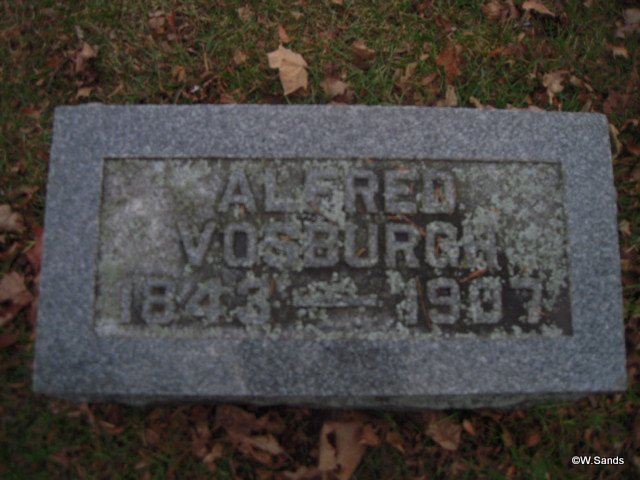 ALFRED
VOSBURGH
1843 — 1907
©W.Sands